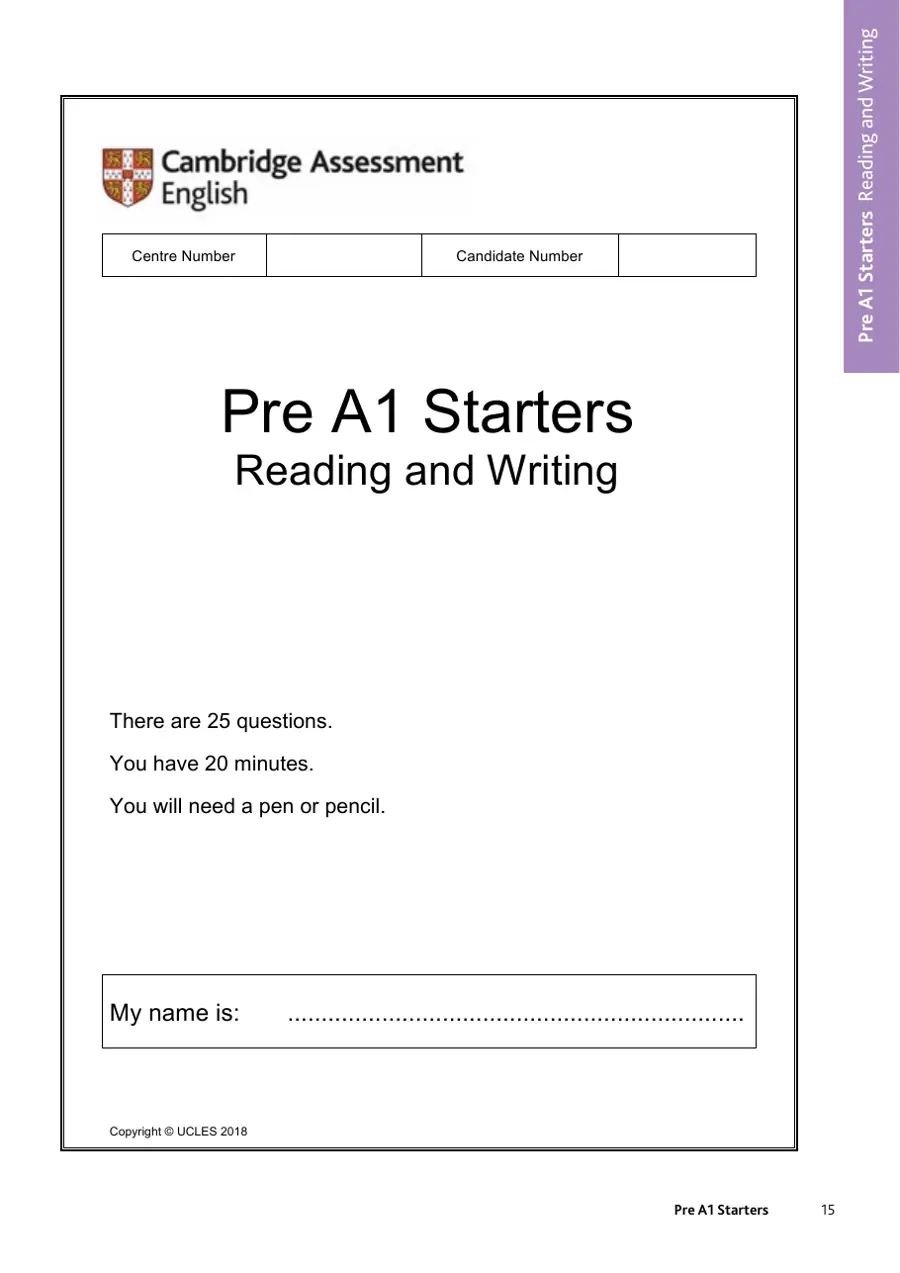 Pre A1 Starters Reading and Writing
Cambridge Assessment
English
Centre Number
Candidate Number
Pre A1 Starters
Reading and Writing
There are 25 questions.
You have 20 minutes.
You will need a pen or pencil.
My name is: ....................................................................
Copyright © UCLES 2018
Pre A1 Starters 15